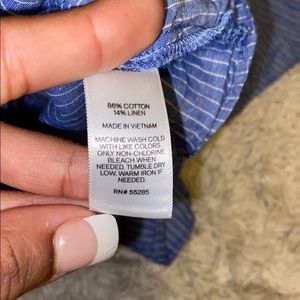 86% COTTON
14% LINEN
MADE IN VIETNAM
MACHINE WASH COLD
WITH LIKE COLORS.
ONLY NON-CHLORINE
BLEACH WHEN
NEEDED. TUMBLE DRY
LOW. WARM IRON IF
NEEDED.
RN# 55285